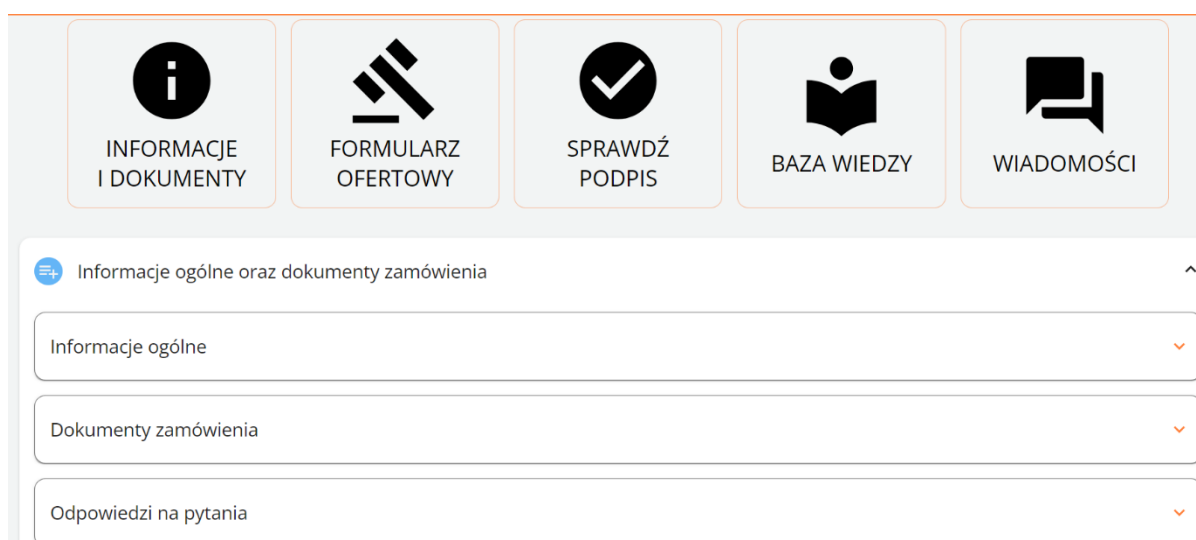 INFORMACJE
I DOKUMENTY
FORMULARZ
OFERTOWY
SPRAWDŹ
PODPIS
BAZA WIEDZY
WIADOMOŚCI
Informacje ogólne oraz dokumenty zamówienia
Informacje ogólne
Dokumenty zamówienia
Odpowiedzi na pytania